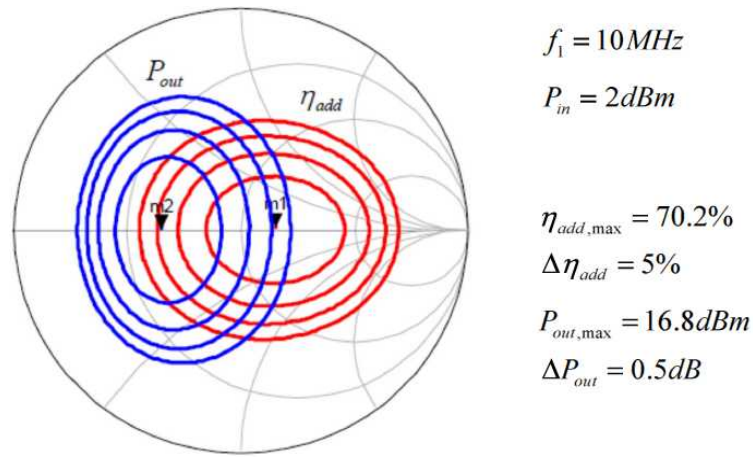 P_out
η_add
m2
m1
f_1 = 10MHz
P_in = 2dBm
η_add,max = 70.2%
Δη_add = 5%
P_out,max = 16.8dBm
ΔP_out = 0.5dB